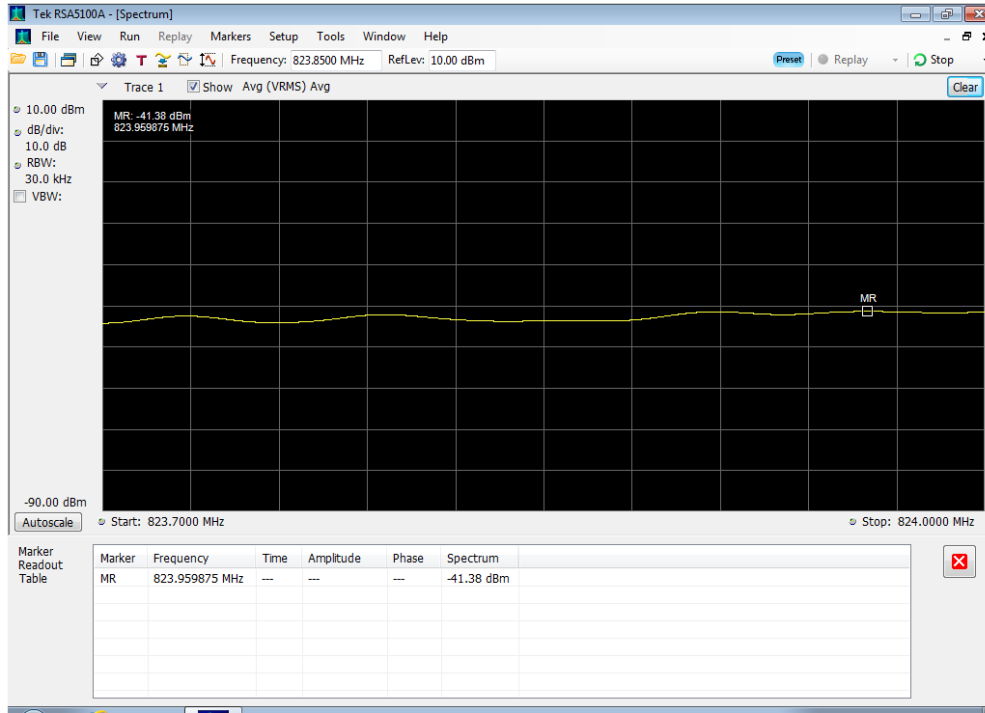 Tek RSA5100A - [Spectrum]
File View Run Replay Markers Setup Tools Window Help
T Frequency: 823.8500 MHz RefLev: 10.00 dBm Preset Replay Stop
Trace 1 Show Avg (VRMS) Avg Clear
10.00 dBm
dB/div:
10.0 dB
RBW:
30.0 kHz
VBW:
MR: -41.38 dBm
823.959875 MHz
MR
-90.00 dBm
Autoscale Start: 823.7000 MHz Stop: 824.0000 MHz
Marker
Readout
Table
Marker Frequency Time Amplitude Phase Spectrum
MR 823.959875 MHz --- --- --- -41.38 dBm